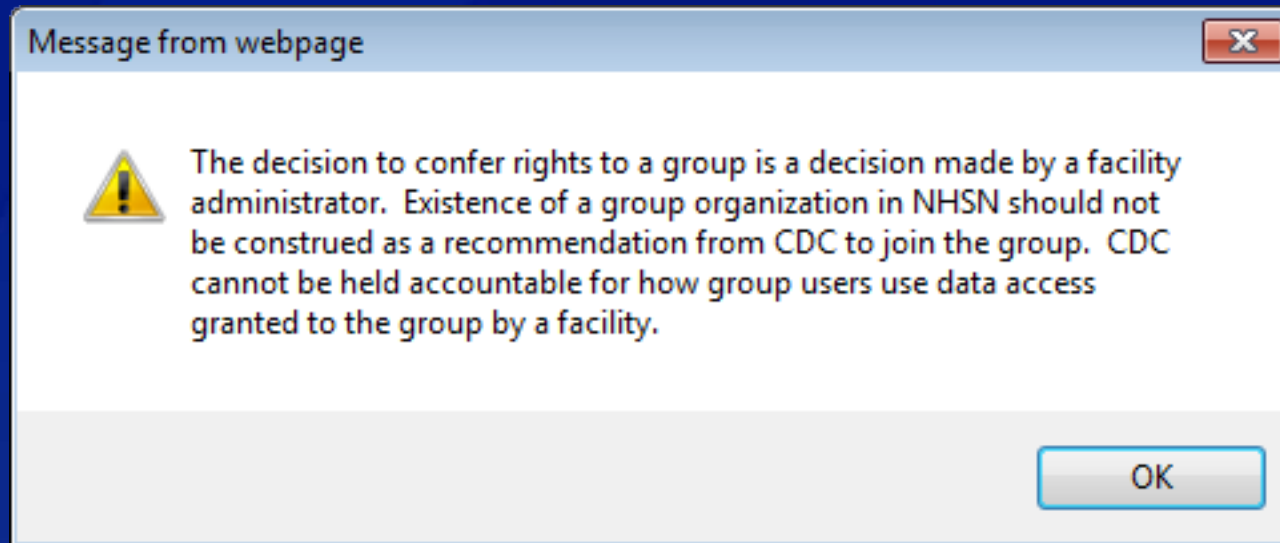 Message from webpage
The decision to confer rights to a group is a decision made by a facility
administrator.  Existence of a group organization in NHSN should not
be construed as a recommendation from CDC to join the group.  CDC
cannot be held accountable for how group users use data access
granted to the group by a facility.
OK